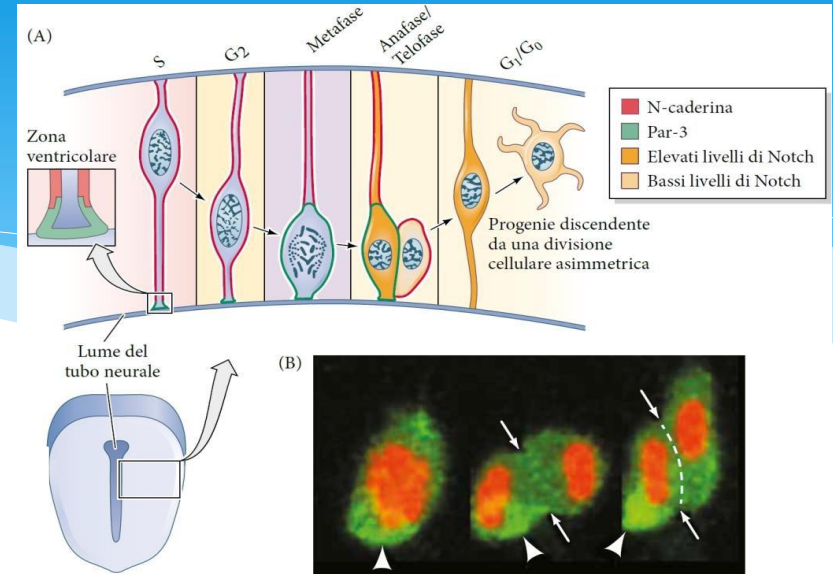 (A)
S
G2
Metafase
Anafase/
Telofase
G1/G0
Zona
ventricolare
N-caderina
Par-3
Elevati livelli di Notch
Bassi livelli di Notch
Progenie discendente
da una divisione
cellulare asimmetrica
Lume del
tubo neurale
(B)